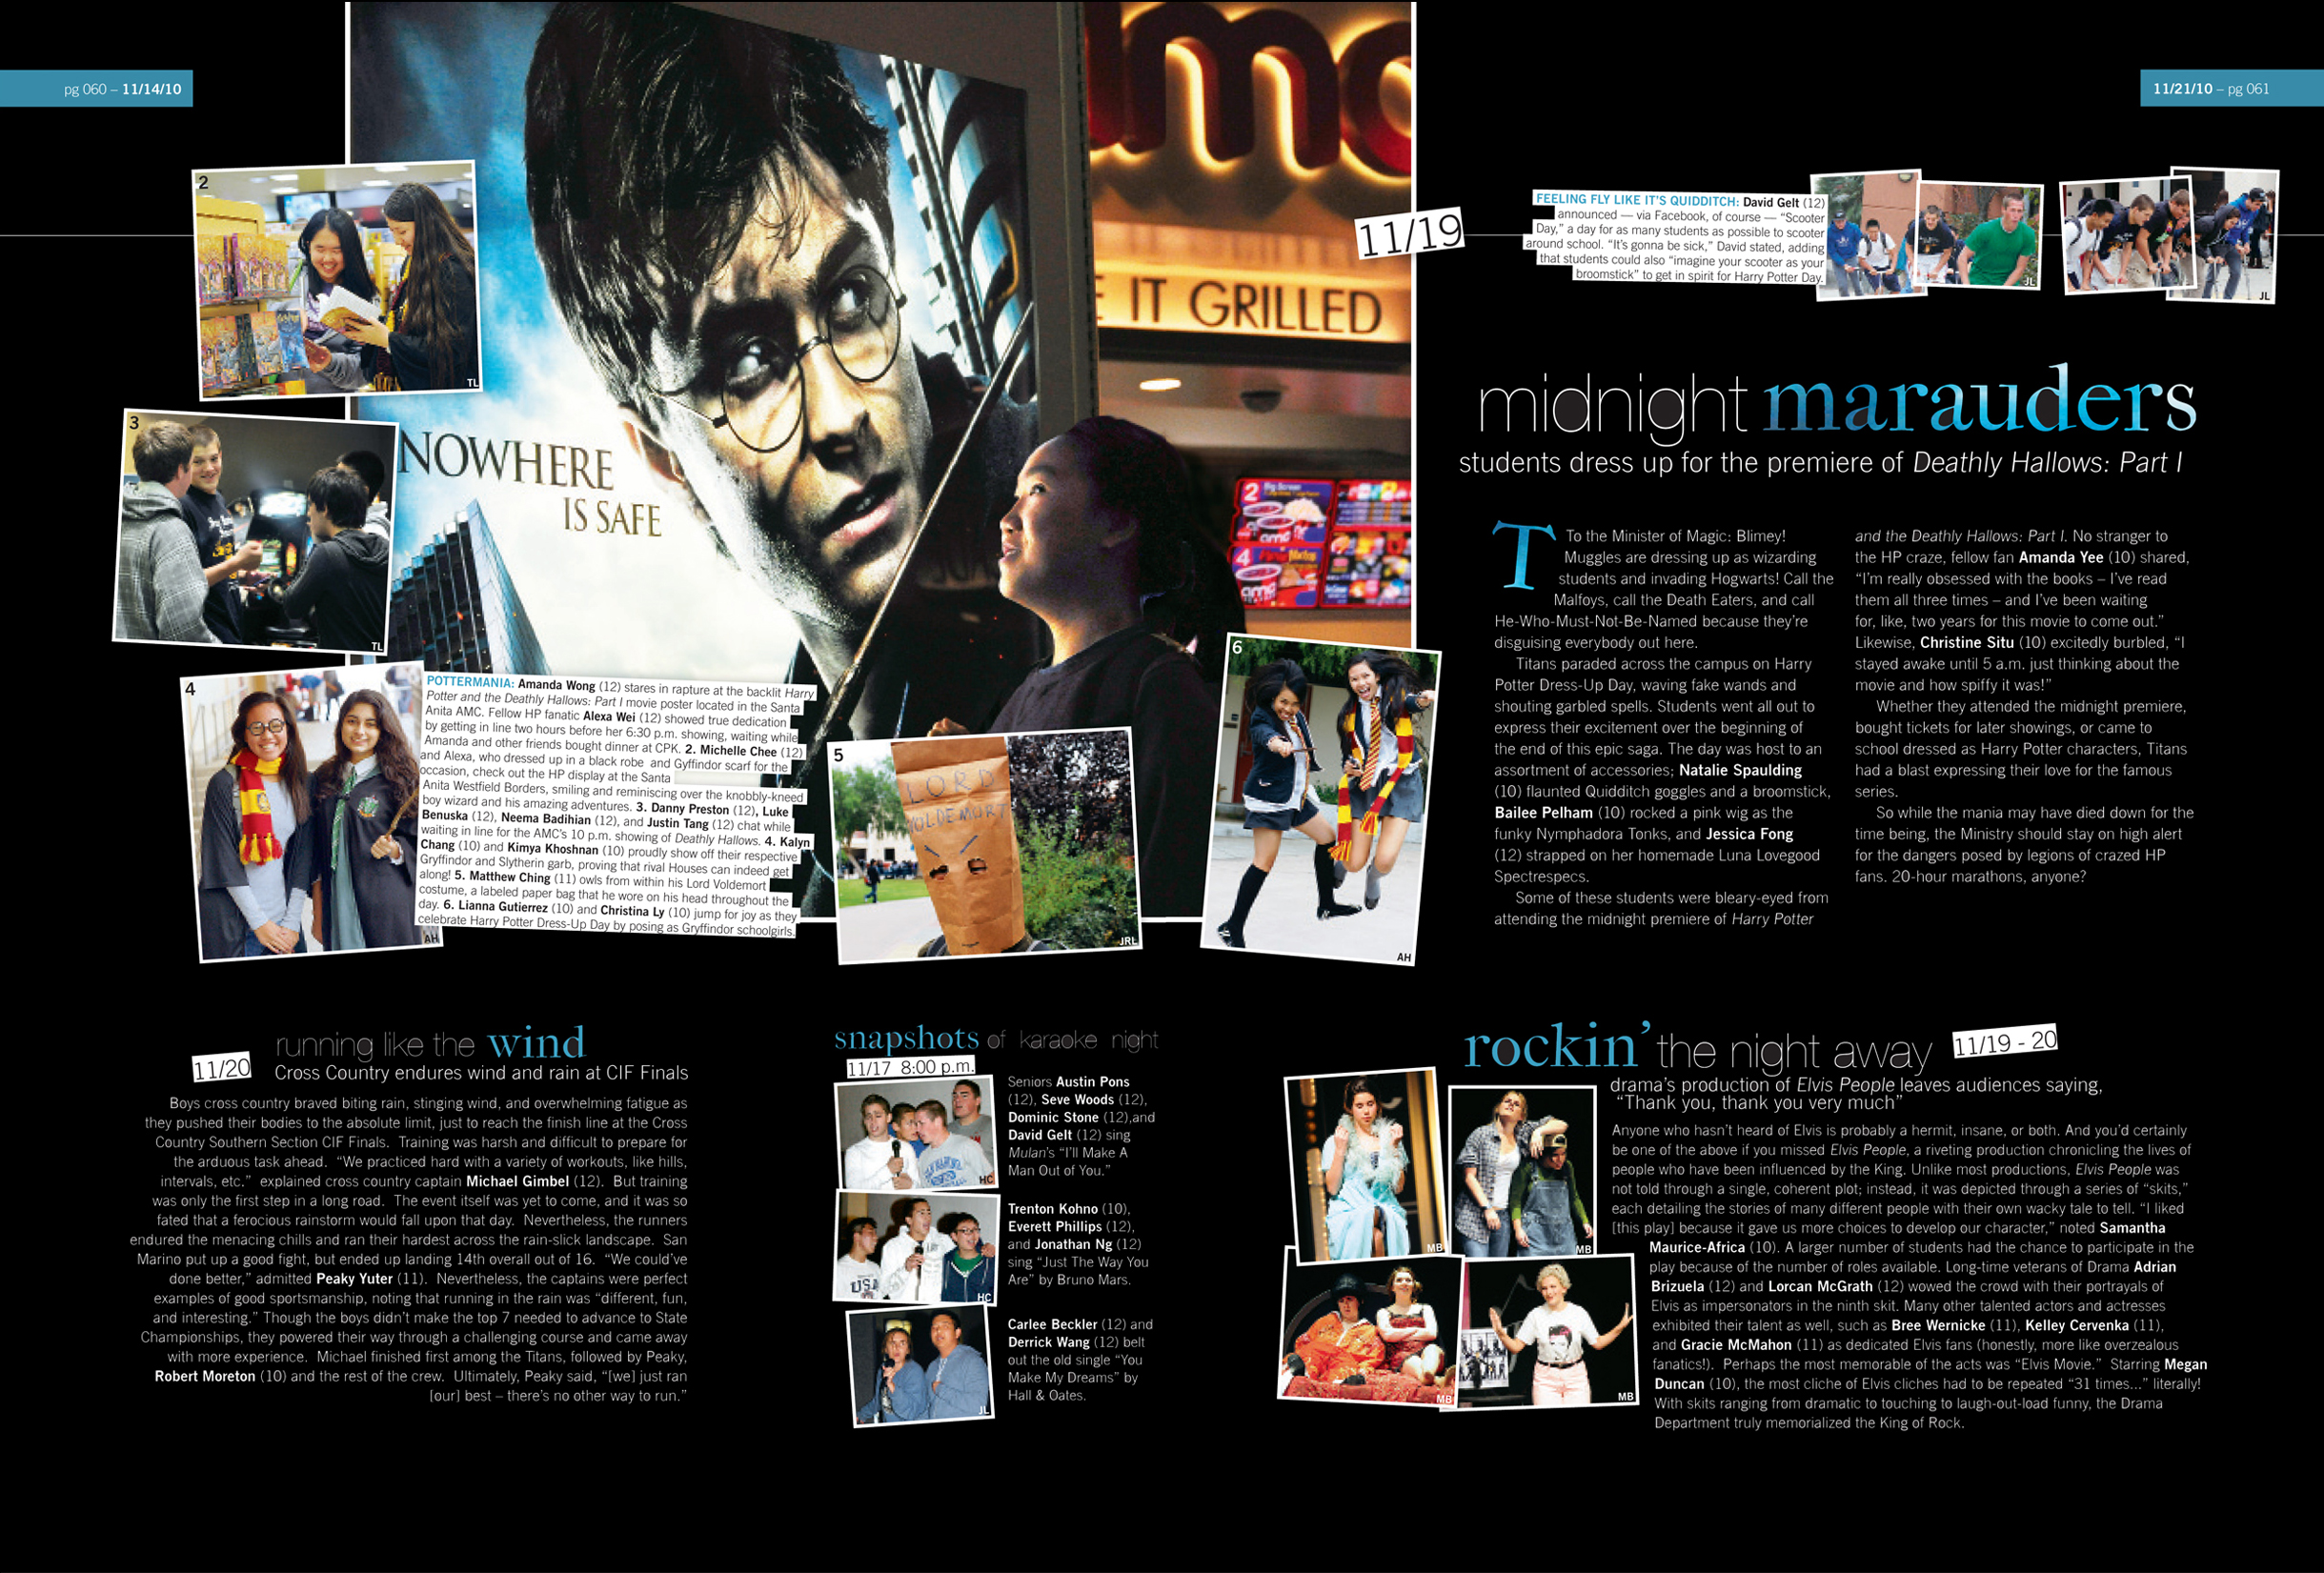 pg 060 – 11/14/10
11/21/10 – pg 061
2
TL
3
TL
4
AH
NOWHERE
IS SAFE
IT GRILLED
2
4
amc
11/19
FEELING FLY LIKE IT'S QUIDDITCH: David Gelt (12)
announced — via Facebook, of course — "Scooter
Day," a day for as many students as possible to scooter
around school. "It's gonna be sick," David stated, adding
that students could also "imagine your scooter as your
broomstick" to get in spirit for Harry Potter Day.
JL
JL
midnight marauders
students dress up for the premiere of Deathly Hallows: Part I
T To the Minister of Magic: Blimey!
Muggles are dressing up as wizarding
students and invading Hogwarts! Call the
Malfoys, call the Death Eaters, and call
He-Who-Must-Not-Be-Named because they're
disguising everybody out here.
Titans paraded across the campus on Harry
Potter Dress-Up Day, waving fake wands and
shouting garbled spells. Students went all out to
express their excitement over the beginning of
the end of this epic saga. The day was host to an
assortment of accessories; Natalie Spaulding
(10) flaunted Quidditch goggles and a broomstick,
Bailee Pelham (10) rocked a pink wig as the
funky Nymphadora Tonks, and Jessica Fong
(12) strapped on her homemade Luna Lovegood
Spectrespecs.
Some of these students were bleary-eyed from
attending the midnight premiere of Harry Potter
and the Deathly Hallows: Part I. No stranger to
the HP craze, fellow fan Amanda Yee (10) shared,
"I'm really obsessed with the books – I've read
them all three times – and I've been waiting
for, like, two years for this movie to come out."
Likewise, Christine Situ (10) excitedly burbled, "I
stayed awake until 5 a.m. just thinking about the
movie and how spiffy it was!"
Whether they attended the midnight premiere,
bought tickets for later showings, or came to
school dressed as Harry Potter characters, Titans
had a blast expressing their love for the famous
series.
So while the mania may have died down for the
time being, the Ministry should stay on high alert
for the dangers posed by legions of crazed HP
fans. 20-hour marathons, anyone?
POTTERMANIA: Amanda Wong (12) stares in rapture at the backlit Harry
Potter and the Deathly Hallows: Part I movie poster located in the Santa
Anita AMC. Fellow HP fanatic Alexa Wei (12) showed true dedication
by getting in line two hours before her 6:30 p.m. showing, waiting while
Amanda and other friends bought dinner at CPK. 2. Michelle Chee (12)
and Alexa, who dressed up in a black robe and Gyffindor scarf for the
occasion, check out the HP display at the Santa
Anita Westfield Borders, smiling and reminiscing over the knobbly-kneed
boy wizard and his amazing adventures. 3. Danny Preston (12), Luke
Benuska (12), Neema Badihian (12), and Justin Tang (12) chat while
waiting in line for the AMC's 10 p.m. showing of Deathly Hallows. 4. Kalyn
Chang (10) and Kimya Khoshnan (10) proudly show off their respective
Gryffindor and Slytherin garb, proving that rival Houses can indeed get
along! 5. Matthew Ching (11) owls from within his Lord Voldemort
costume, a labeled paper bag that he wore on his head throughout the
day. 6. Lianna Gutierrez (10) and Christina Ly (10) jump for joy as they
celebrate Harry Potter Dress-Up Day by posing as Gryffindor schoolgirls.
5
LORD
VOLDEMORT
JRL
6
AH
running like the wind
11/20
Cross Country endures wind and rain at CIF Finals
Boys cross country braved biting rain, stinging wind, and overwhelming fatigue as
they pushed their bodies to the absolute limit, just to reach the finish line at the Cross
Country Southern Section CIF Finals. Training was harsh and difficult to prepare for
the arduous task ahead. "We practiced hard with a variety of workouts, like hills,
intervals, etc." explained cross country captain Michael Gimbel (12). But training
was only the first step in a long road. The event itself was yet to come, and it was so
fated that a ferocious rainstorm would fall upon that day. Nevertheless, the runners
endured the menacing chills and ran their hardest across the rain-slick landscape. San
Marino put up a good fight, but ended up landing 14th overall out of 16. "We could've
done better," admitted Peaky Yuter (11). Nevertheless, the captains were perfect
examples of good sportsmanship, noting that running in the rain was "different, fun,
and interesting." Though the boys didn't make the top 7 needed to advance to State
Championships, they powered their way through a challenging course and came away
with more experience. Michael finished first among the Titans, followed by Peaky,
Robert Moreton (10) and the rest of the crew. Ultimately, Peaky said, "[we] just ran
[our] best – there's no other way to run."
snapshots of karaoke night
11/17 8:00 p.m.
HC
Seniors Austin Pons
(12), Seve Woods (12),
Dominic Stone (12),and
David Gelt (12) sing
Mulan's "I'll Make A
Man Out of You."
USA
HC
Trenton Kohno (10),
Everett Phillips (12),
and Jonathan Ng (12)
sing "Just The Way You
Are" by Bruno Mars.
JL
Carlee Beckler (12) and
Derrick Wang (12) belt
out the old single "You
Make My Dreams" by
Hall & Oates.
rockin' the night away
11/19 - 20
drama's production of Elvis People leaves audiences saying,
"Thank you, thank you very much"
MB
MB
MB
MB
Anyone who hasn't heard of Elvis is probably a hermit, insane, or both. And you'd certainly
be one of the above if you missed Elvis People, a riveting production chronicling the lives of
people who have been influenced by the King. Unlike most productions, Elvis People was
not told through a single, coherent plot; instead, it was depicted through a series of "skits,"
each detailing the stories of many different people with their own wacky tale to tell. "I liked
[this play] because it gave us more choices to develop our character," noted Samantha
Maurice-Africa (10). A larger number of students had the chance to participate in the
play because of the number of roles available. Long-time veterans of Drama Adrian
Brizuela (12) and Lorcan McGrath (12) wowed the crowd with their portrayals of
Elvis as impersonators in the ninth skit. Many other talented actors and actresses
exhibited their talent as well, such as Bree Wernicke (11), Kelley Cervenka (11),
and Gracie McMahon (11) as dedicated Elvis fans (honestly, more like overzealous
fanatics!). Perhaps the most memorable of the acts was "Elvis Movie." Starring Megan
Duncan (10), the most cliche of Elvis cliches had to be repeated "31 times..." literally!
With skits ranging from dramatic to touching to laugh-out-load funny, the Drama
Department truly memorialized the King of Rock.